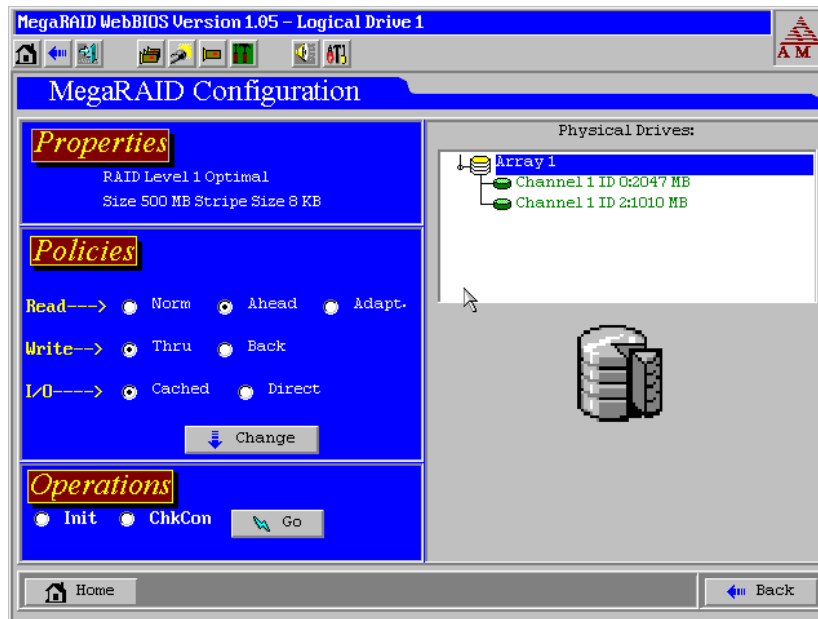 MegaRAID WebBIOS Version 1.05 – Logical Drive 1
AM
MegaRAID Configuration
Properties
RAID Level 1 Optimal
Size 500 MB Stripe Size 8 KB
Policies
Read---> Norm Ahead Adapt.
Write--> Thru Back
I/O----> Cached Direct
Change
Operations
Init ChkCon Go
Physical Drives:
Array 1
Channel 1 ID 0:2047 MB
Channel 1 ID 2:1010 MB
Home Back